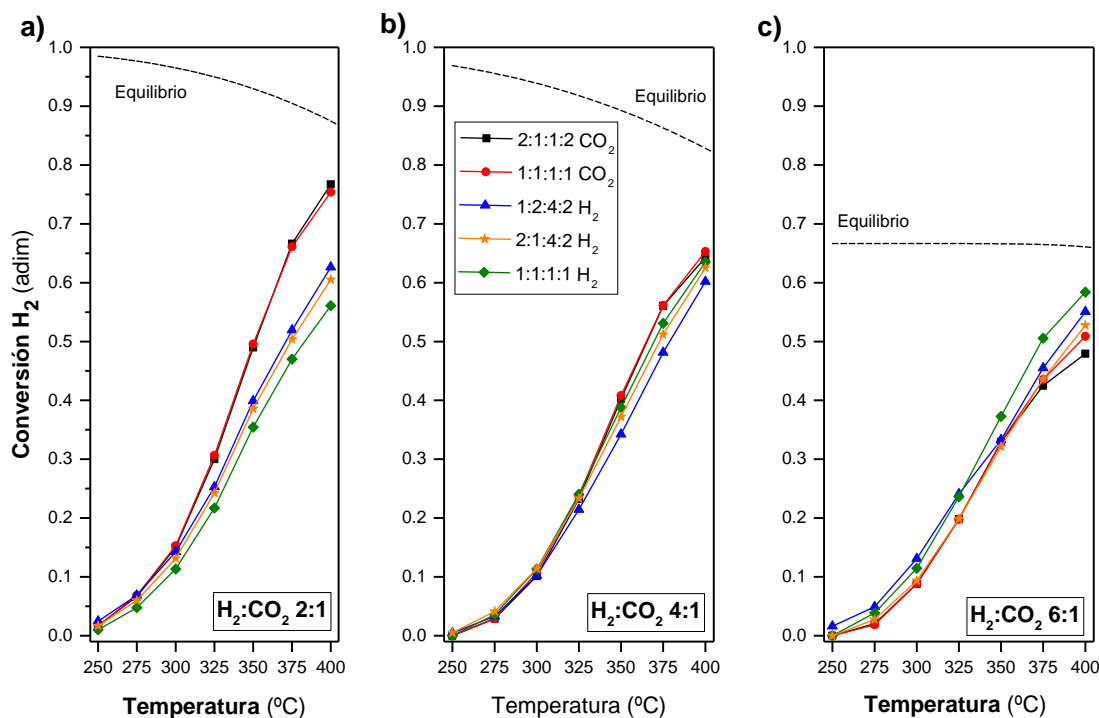 a)
1.0
0.9
0.8
0.7
0.6
0.5
0.4
0.3
0.2
0.1
0.0
Conversión H2 (adim)
Equilibrio
H2:CO2 2:1
250 275 300 325 350 375 400
Temperatura (ºC)
b)
1.0
0.9
0.8
0.7
0.6
0.5
0.4
0.3
0.2
0.1
0.0
Equilibrio
2:1:1:2 CO2
1:1:1:1 CO2
1:2:4:2 H2
2:1:4:2 H2
1:1:1:1 H2
H2:CO2 4:1
250 275 300 325 350 375 400
Temperatura (ºC)
c)
1.0
0.9
0.8
0.7
0.6
0.5
0.4
0.3
0.2
0.1
0.0
Equilibrio
H2:CO2 6:1
250 275 300 325 350 375 400
Temperatura (ºC)